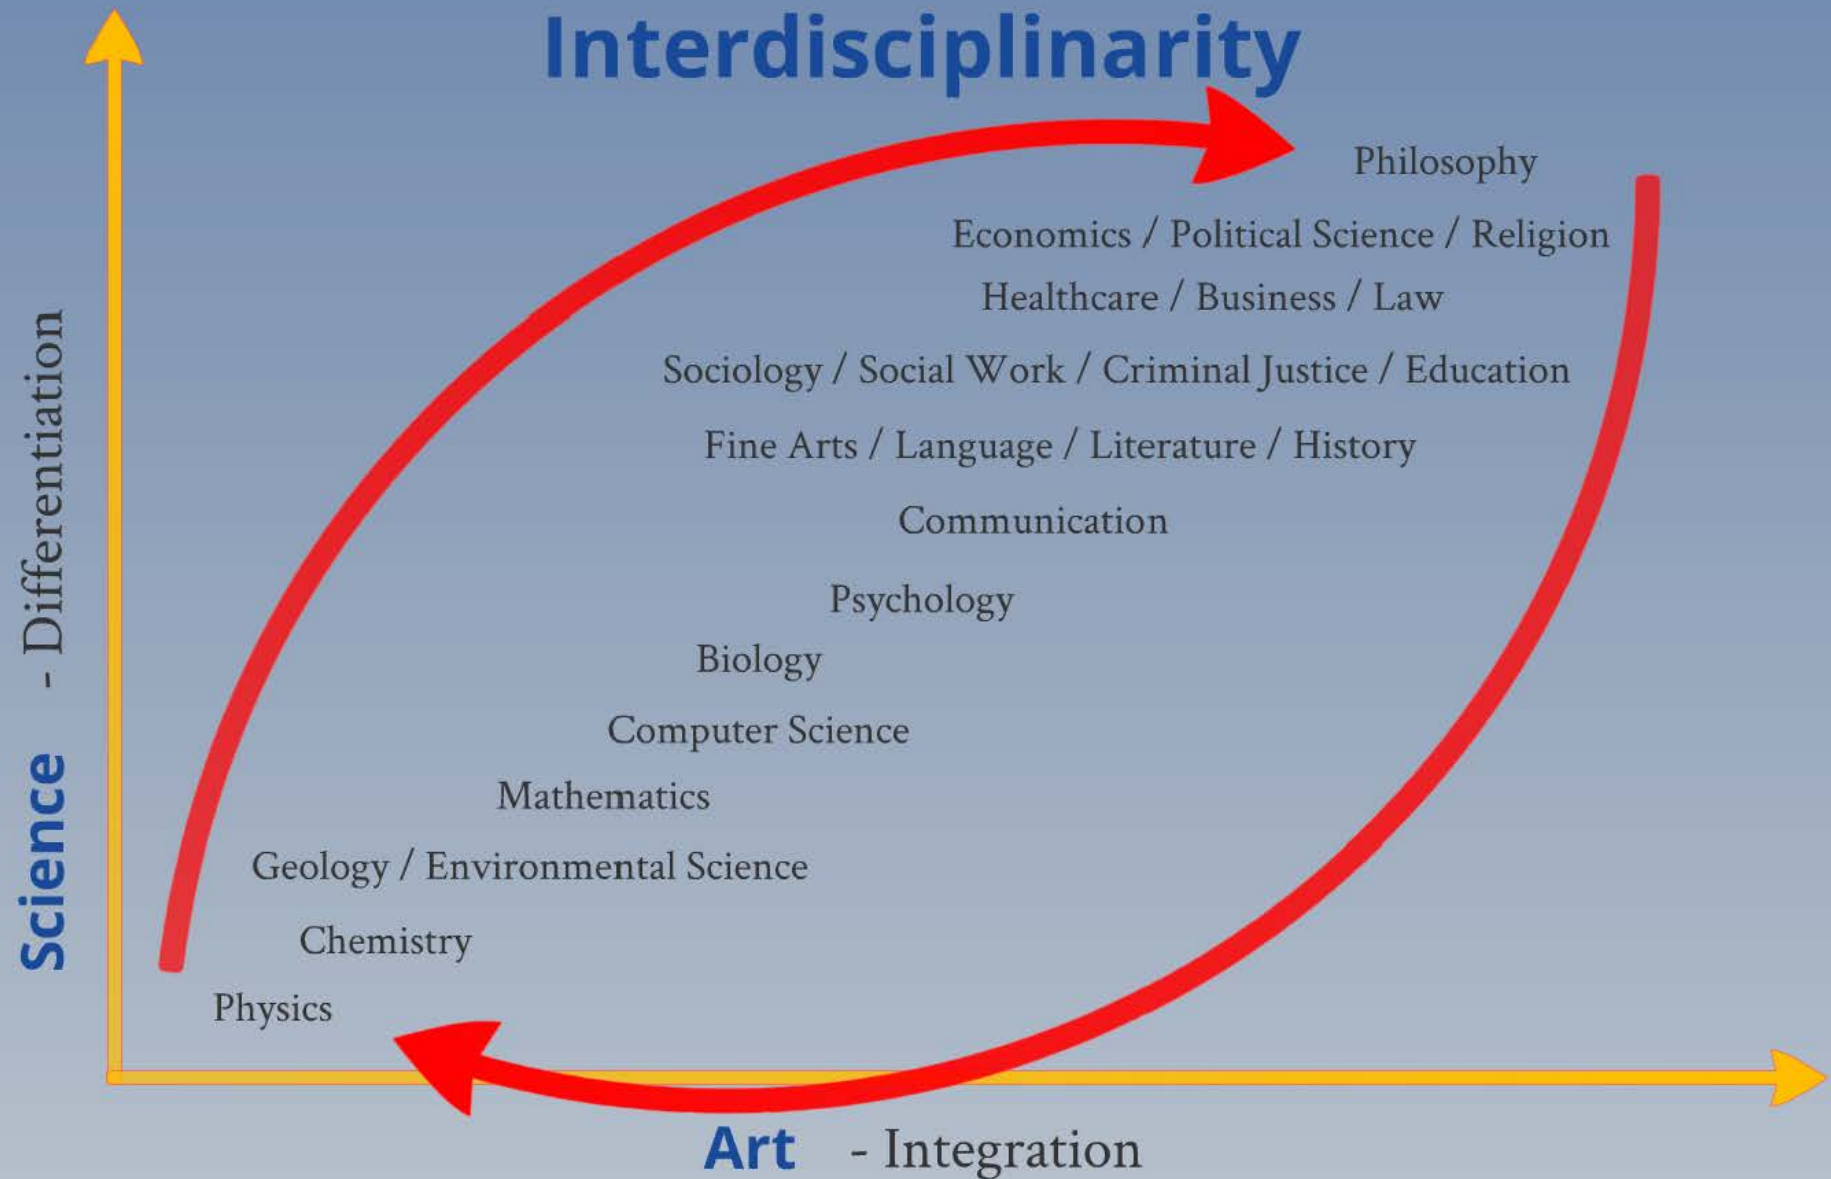 Interdisciplinarity
Philosophy
Economics / Political Science / Religion
Healthcare / Business / Law
Sociology / Social Work / Criminal Justice / Education
Fine Arts / Language / Literature / History
Communication
Psychology
Biology
Computer Science
Mathematics
Geology / Environmental Science
Chemistry
Physics
Science - Differentiation
Art - Integration